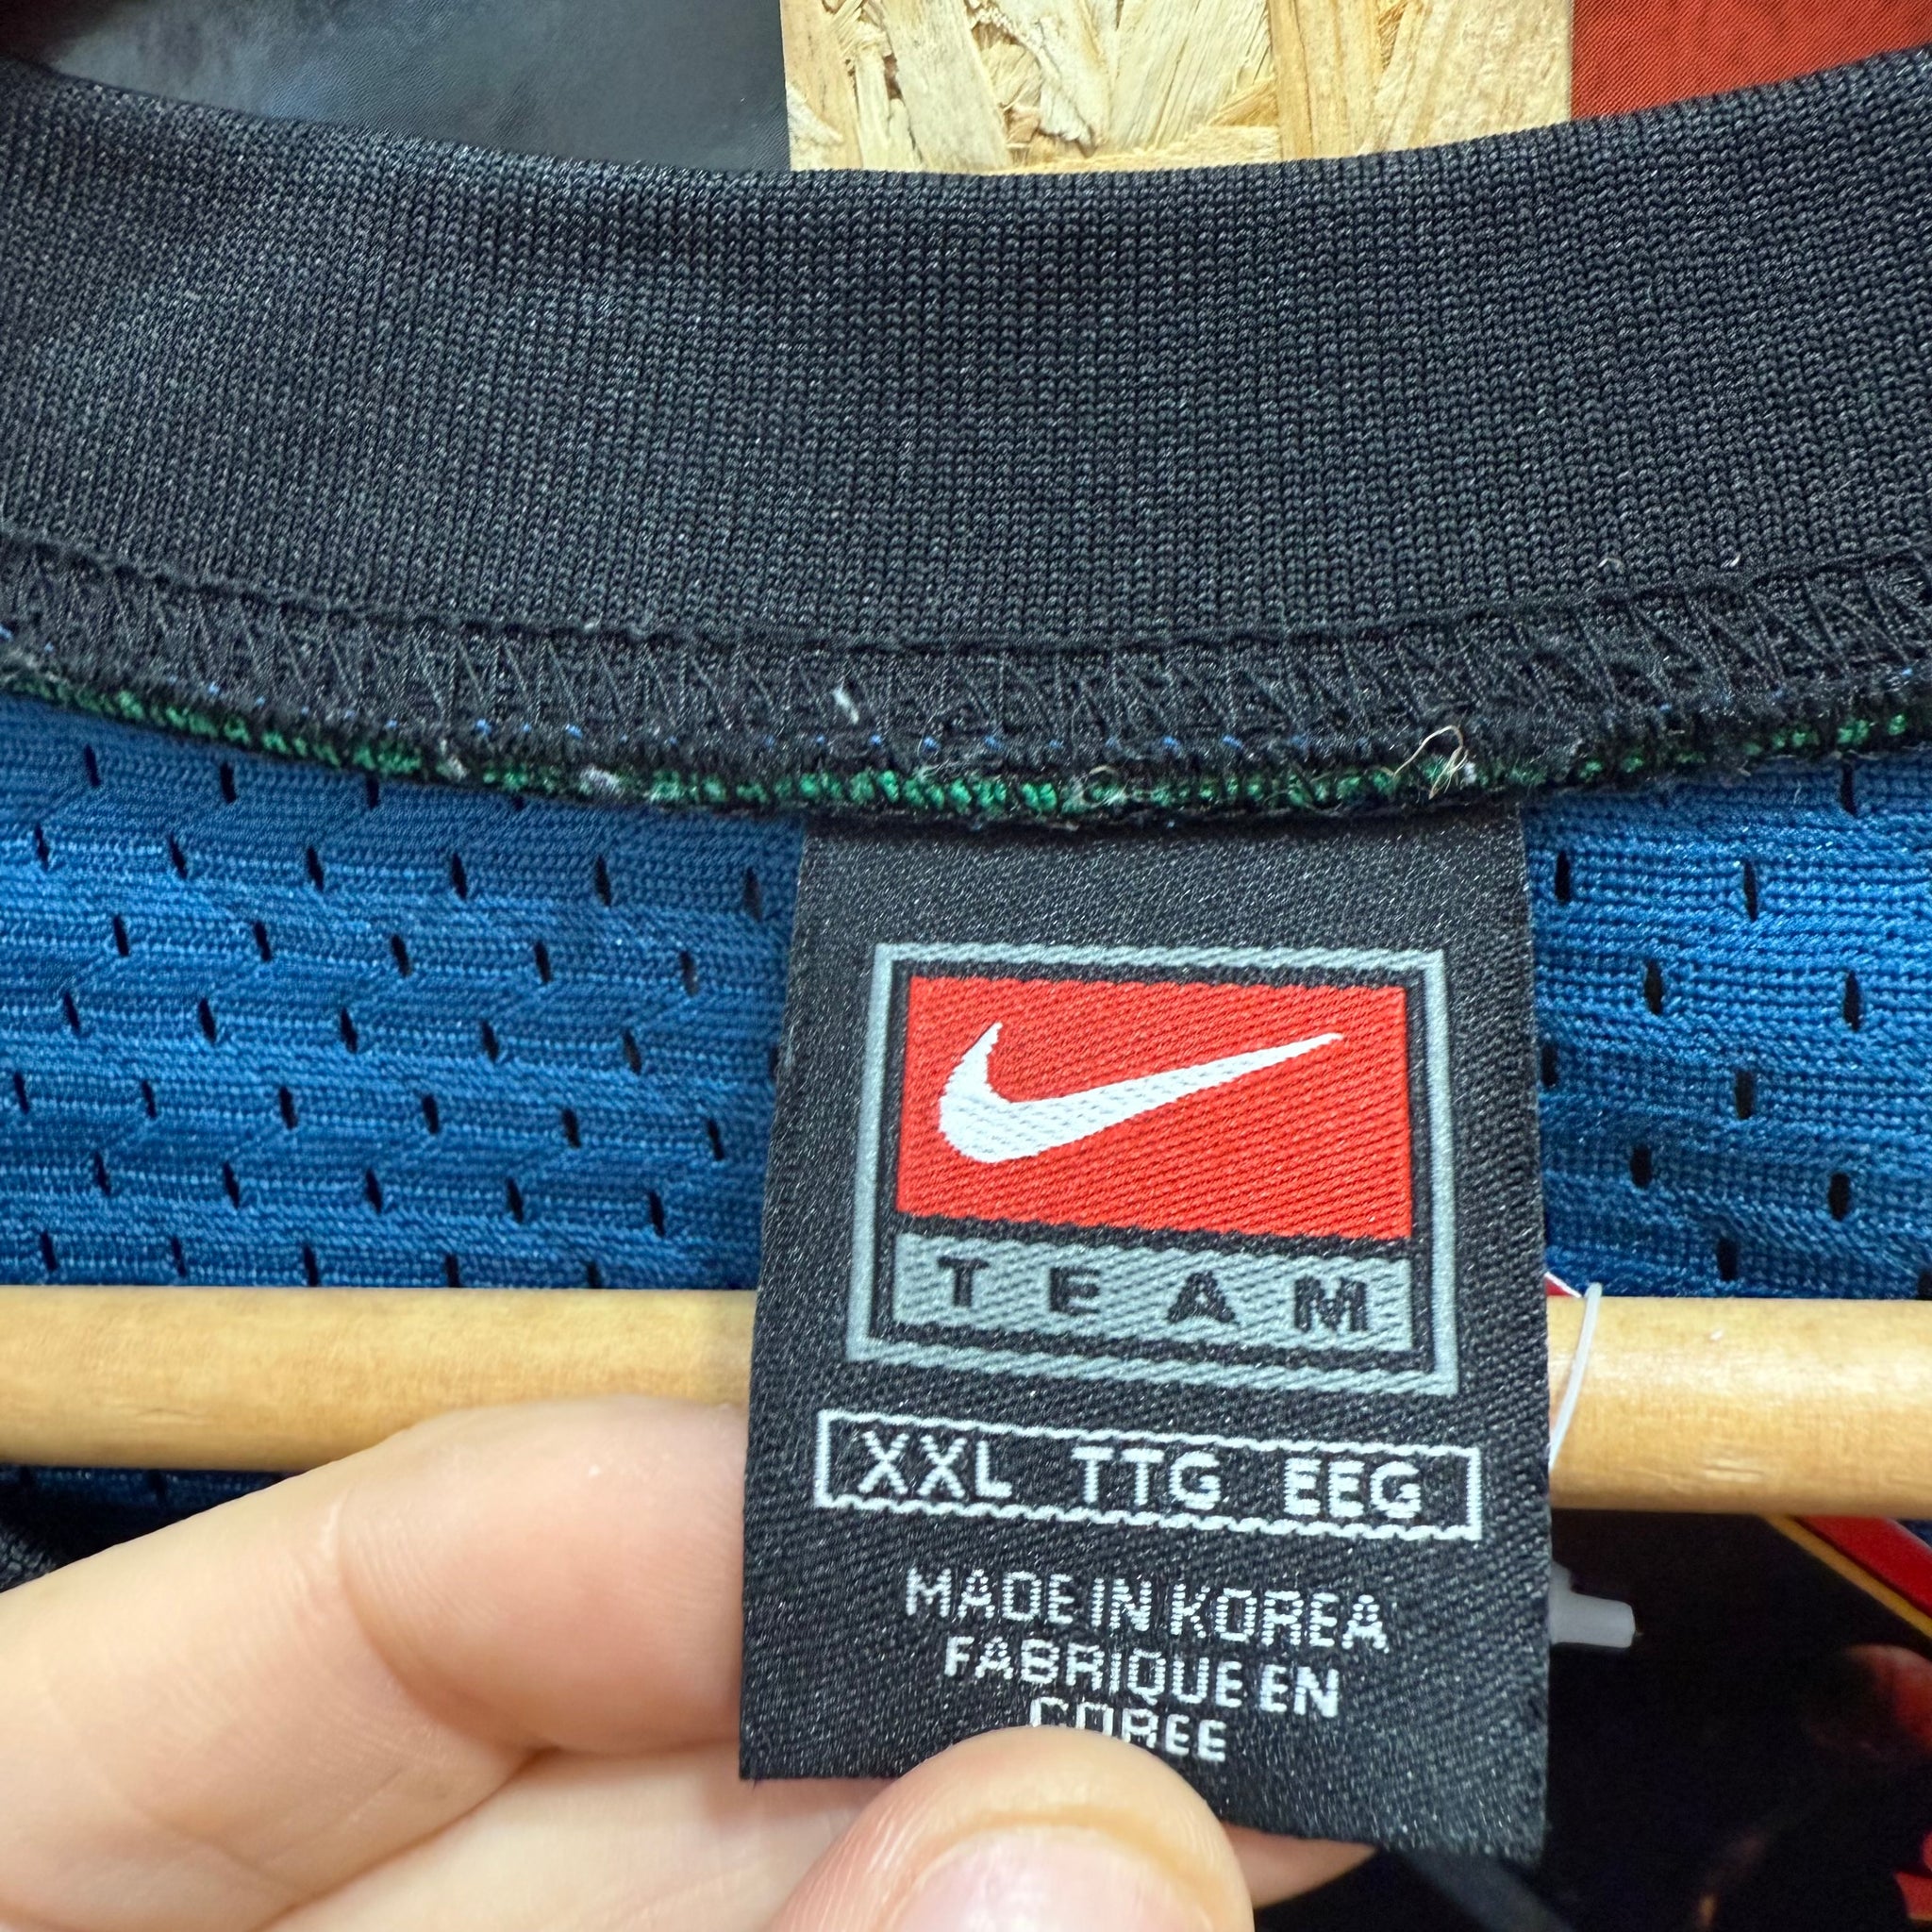 TEAM
XXL TTG EEG
MADE IN KOREA
FABRIQUE EN
COREE